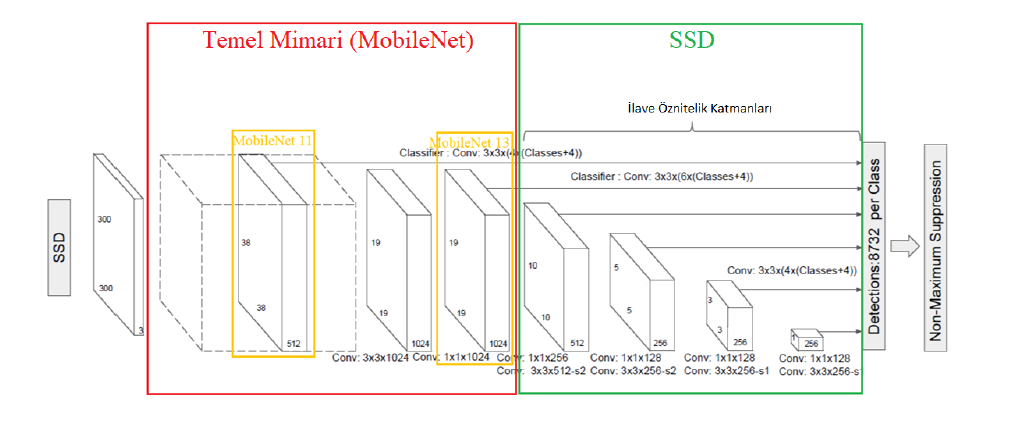 Temel Mimari (MobileNet)
SSD
İlave Öznitelik Katmanları
MobileNet 11
MobileNet 13
Classifier : Conv: 3x3x(4x(Classes+4))
Classifier : Conv: 3x3x(6x(Classes+4))
SSD
300
300
3
38
38
512
19
19
1024
19
19
1024
10
10
512
5
5
256
3
3
256
1
256
Conv: 3x3x(4x(Classes+4))
Conv: 3x3x1024
Conv: 1x1x1024
Conv: 1x1x256
Conv: 3x3x512-s2
Conv: 1x1x128
Conv: 3x3x256-s2
Conv: 1x1x128
Conv: 3x3x256-s1
Conv: 1x1x128
Conv: 3x3x256-s1
Detections:8732 per Class
Non-Maximum Suppression